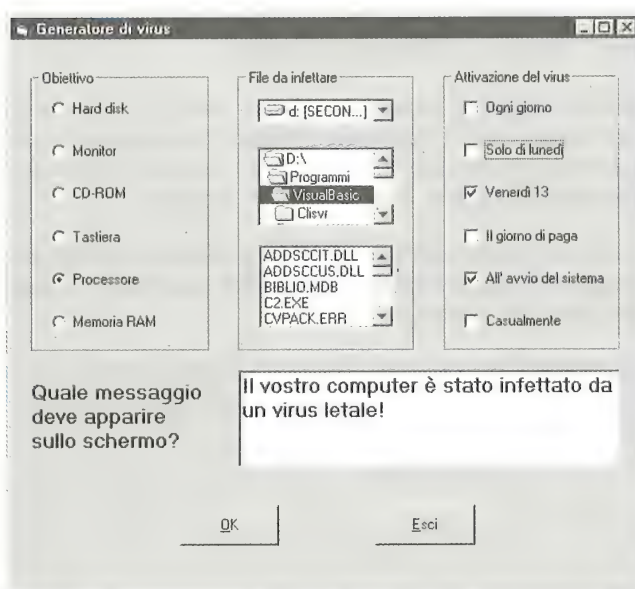 Generatore di virus
Obiettivo
Hard disk
Monitor
CD-ROM
Tastiera
Processore
Memoria RAM
File da infettare
d: [SECON...]
D:\
Programmi
VisualBasic
Clisvr
ADDSCCIT.DLL
ADDSCCUS.DLL
BIBLIO.MDB
C2.EXE
CVPACK.ERR
Attivazione del virus
Ogni giorno
Solo di lunedì
Venerdì 13
Il giorno di paga
All' avvio del sistema
Casualmente
Quale messaggio
deve apparire
sullo schermo?
Il vostro computer è stato infettato da
un virus letale!
OK
Esci